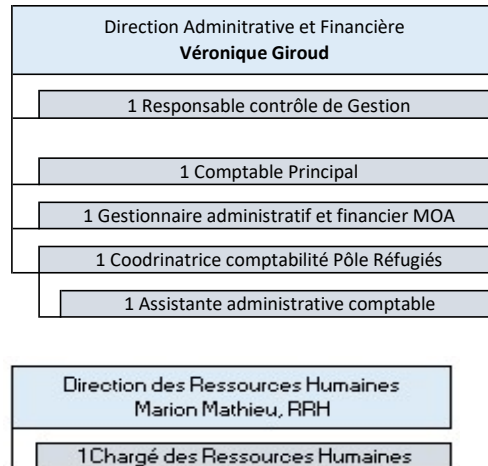 Direction Adminitrative et Financière
Véronique Giroud
1 Responsable contrôle de Gestion
1 Comptable Principal
1 Gestionnaire administratif et financier MOA
1 Coodrinatrice comptabilité Pôle Réfugiés
1 Assistante administrative comptable
Direction des Ressources Humaines
Marion Mathieu, RRH
1 Chargé des Ressources Humaines